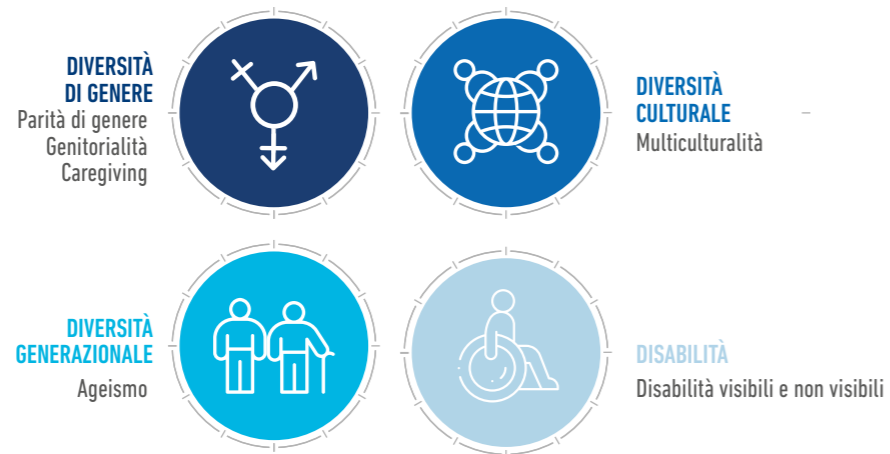 DIVERSITÀ
DI GENERE
Parità di genere
Genitorialità
Caregiving
DIVERSITÀ
CULTURALE
Multiculturalità
DIVERSITÀ
GENERAZIONALE
Ageismo
DISABILITÀ
Disabilità visibili e non visibili